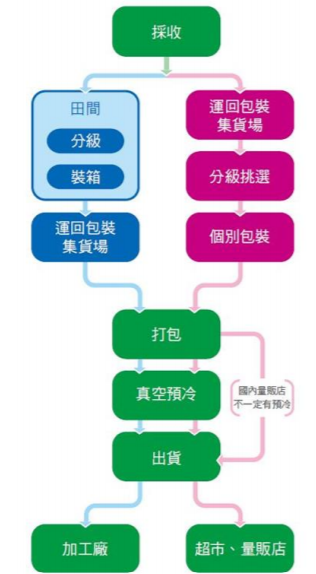 採收
田間
分級
裝箱
運回包裝
集貨場
運回包裝
集貨場
分級挑選
個別包裝
打包
真空預冷
國內量販店
不一定有預冷
出貨
加工廠
超市、量販店